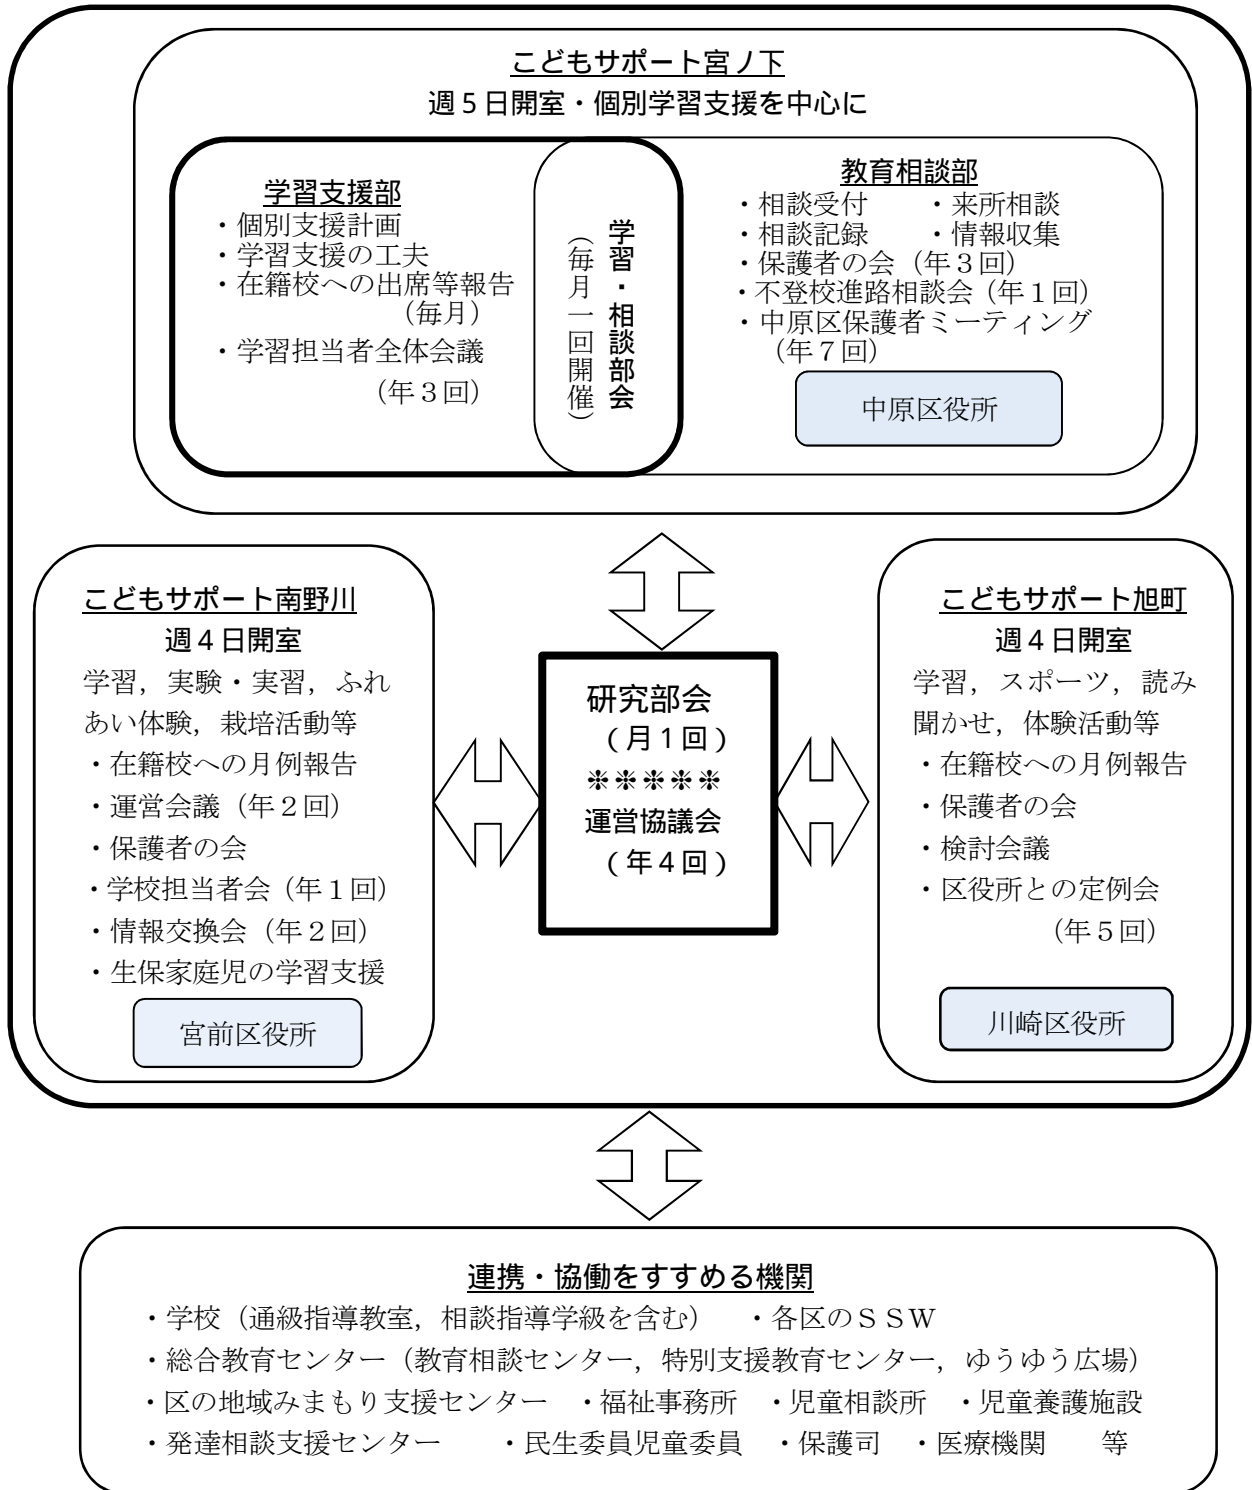 こどもサポート宮ノ下
週５日開室・個別学習支援を中心に
学習支援部
・個別支援計画
・学習支援の工夫
・在籍校への出席等報告
（毎月）
・学習担当者全体会議
（年３回）
学習・相談部会
（毎月一回開催）
教育相談部
・相談受付　　・来所相談
・相談記録　　・情報収集
・保護者の会（年３回）
・不登校進路相談会（年１回）
・中原区保護者ミーティング
（年７回）
中原区役所
こどもサポート南野川
週４日開室
学習，実験・実習，ふれ
あい体験，栽培活動等
・在籍校への月例報告
・運営会議（年２回）
・保護者の会
・学校担当者会（年１回）
・情報交換会（年２回）
・生保家庭児の学習支援
宮前区役所
研究部会
（月１回）
❉❉❉❉❉
運営協議会
（年４回）
こどもサポート旭町
週４日開室
学習，スポーツ，読み
聞かせ，体験活動等
・在籍校への月例報告
・保護者の会
・検討会議
・区役所との定例会
（年５回）
川崎区役所
連携・協働をすすめる機関
・学校（通級指導教室，相談指導学級を含む）　・各区のＳＳＷ
・総合教育センター（教育相談センター，特別支援教育センター，ゆうゆう広場）
・区の地域みまもり支援センター　・福祉事務所　・児童相談所　・児童養護施設
・発達相談支援センター　　・民生委員児童委員　・保護司　・医療機関　　等